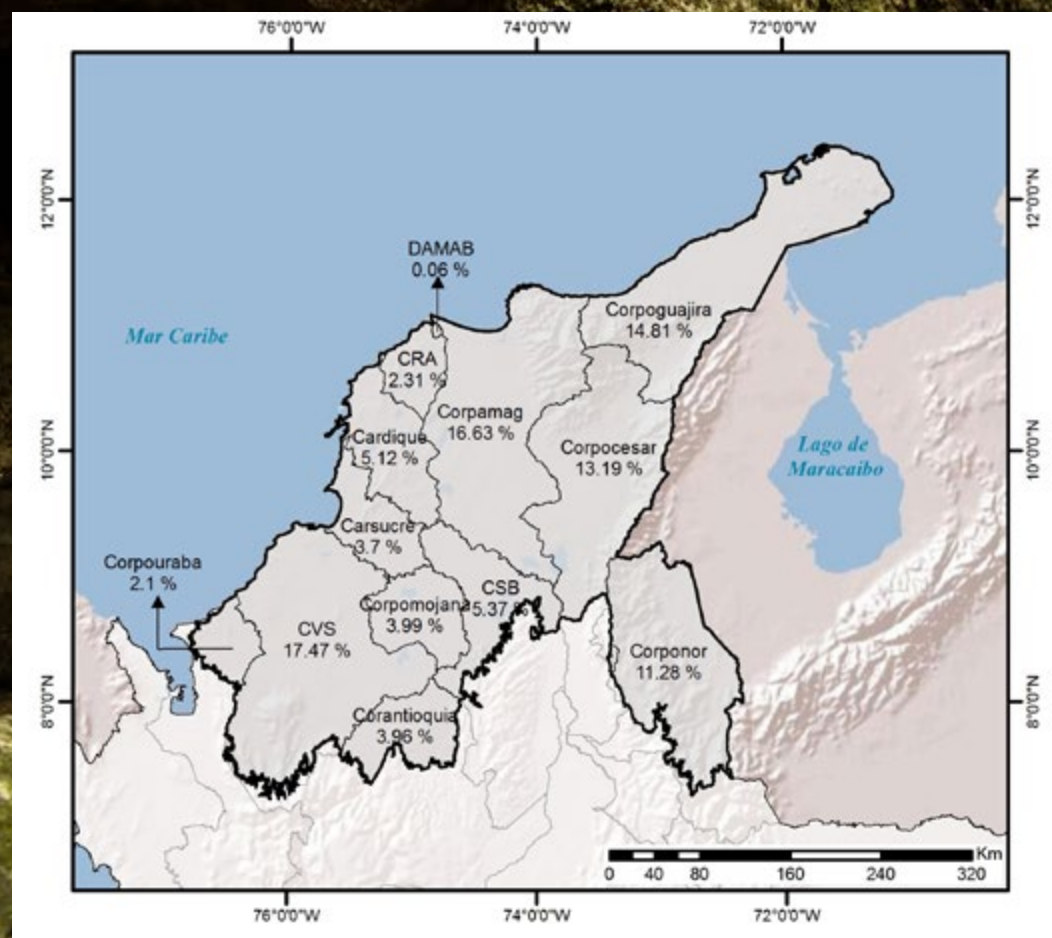 76°0'0"W
74°0'0"W
72°0'0"W
12°0'0"N
12°0'0"N
DAMAB
0.06 %
Mar Caribe
Corpoguajira
14.81 %
CRA
2.31 %
Corpamag
16.63 %
Cardique
5.12 %
Corpocesar
13.19 %
Lago de
Maracaibo
10°0'0"N
10°0'0"N
Carsucre
3.7 %
Corpouraba
2.1 %
CSB
5.37 %
Corpomojana
3.99 %
CVS
17.47 %
Corponor
11.28 %
8°0'0"N
8°0'0"N
Corantioquia
3.96 %
Km
0 40 80 160 240 320
76°0'0"W
74°0'0"W
72°0'0"W